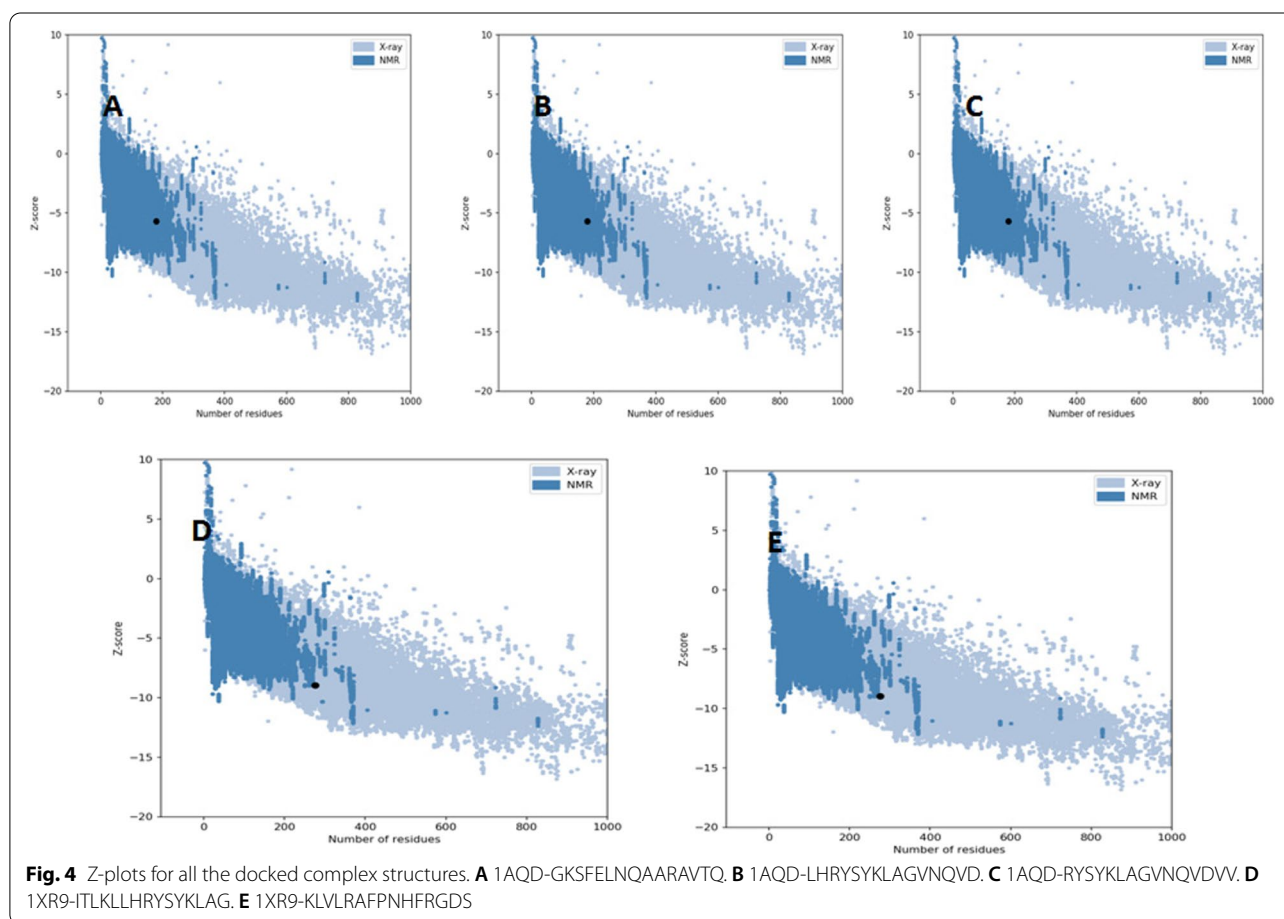 10
5
0
−5
−10
−15
−20
Z-score
A
X-ray
NMR
0 200 400 600 800 1000
Number of residues
10
5
0
−5
−10
−15
−20
Z-score
B
X-ray
NMR
0 200 400 600 800 1000
Number of residues
10
5
0
−5
−10
−15
−20
Z-score
C
X-ray
NMR
0 200 400 600 800 1000
Number of residues
10
5
0
−5
−10
−15
−20
Z-score
D
X-ray
NMR
0 200 400 600 800 1000
Number of residues
10
5
0
−5
−10
−15
−20
Z-score
E
X-ray
NMR
0 200 400 600 800 1000
Number of residues
Fig. 4 Z-plots for all the docked complex structures. A 1AQD-GKSFELNQAARAVTQ. B 1AQD-LHRYSYKLAGVNQVD. C 1AQD-RYSYKLAGVNQVDVV. D
1XR9-ITLKLLHRYSYKLAG. E 1XR9-KLVLRAFPNHFRGDS